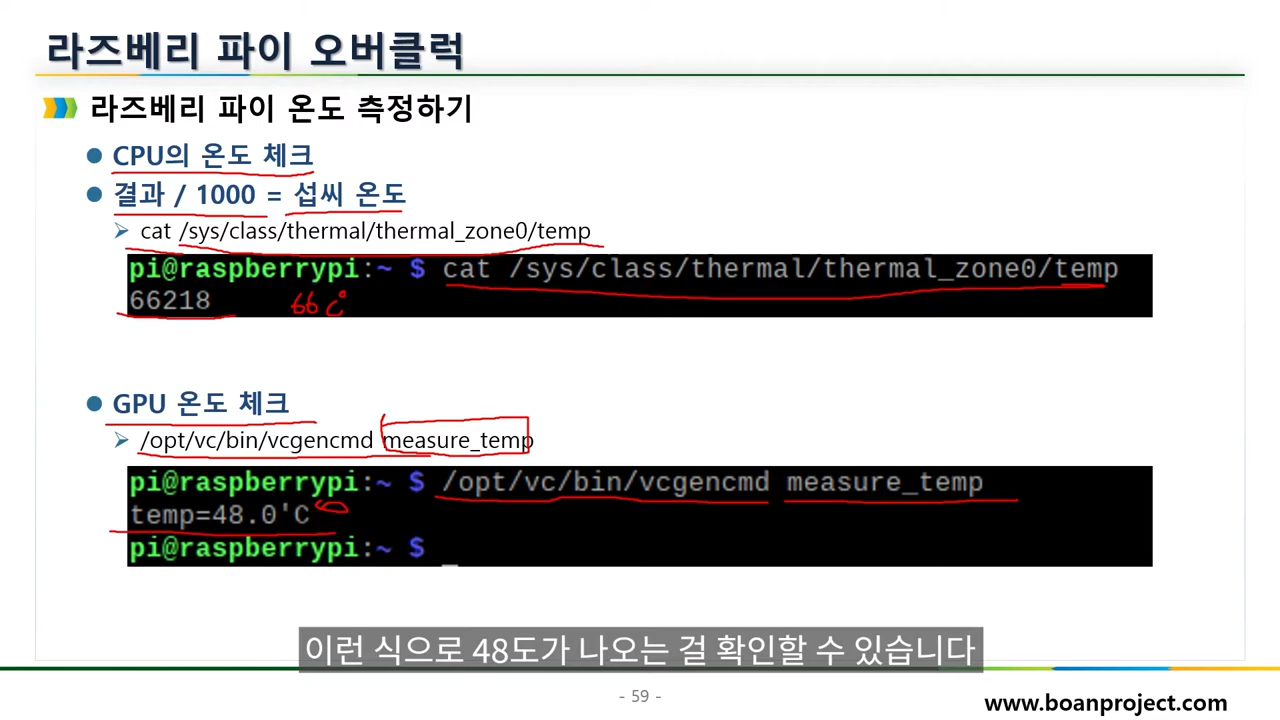 라즈베리 파이 오버클럭
라즈베리 파이 온도 측정하기
CPU의 온도 체크
결과 / 1000 = 섭씨 온도
cat /sys/class/thermal/thermal_zone0/temp
pi@raspberrypi:~ $ cat /sys/class/thermal/thermal_zone0/temp
66218 66 c°
GPU 온도 체크
/opt/vc/bin/vcgencmd measure_temp
pi@raspberrypi:~ $ /opt/vc/bin/vcgencmd measure_temp
temp=48.0'C
pi@raspberrypi:~ $ _
이런 식으로 48도가 나오는 걸 확인할 수 있습니다
- 59 -
www.boanproject.com